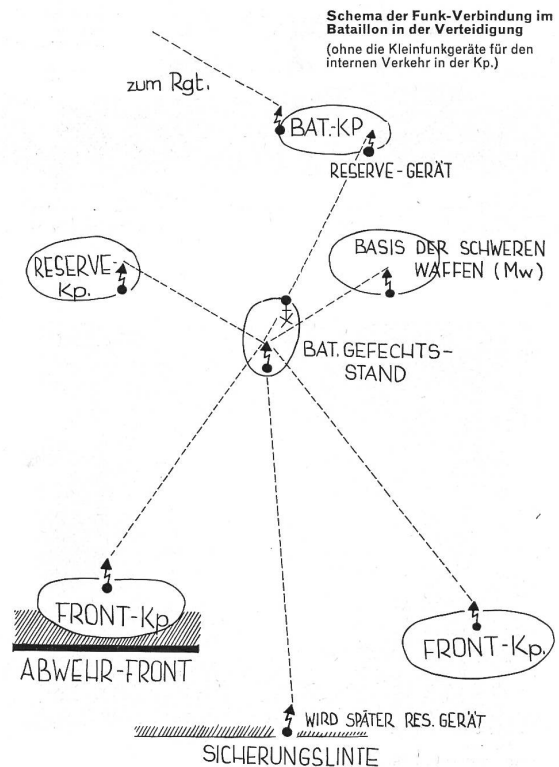 Schema der Funk-Verbindung im
Bataillon in der Verteidigung
(ohne die Kleinfunkgeräte für den
internen Verkehr in der Kp.)
zum Rgt.
BAT.-KP
RESERVE-GERÄT
RESERVE-
Kp.
BASIS DER SCHWEREN
WAFFEN (Mw)
BAT. GEFECHTS-
STAND
FRONT-Kp
ABWEHR-FRONT
FRONT-Kp.
WIRD SPÄTER RES. GERÄT
SICHERUNGSLINIE